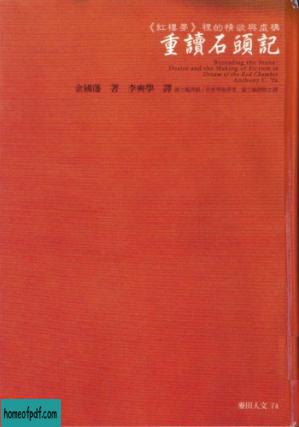 《紅樓夢》裡的情欲與虛構
重讀石頭記
Rereading the Stone:
Desire and the Making of Fiction in
Dream of the Red Chamber
Anthony C. Yu
余國藩 著 李奭學 譯
麥田人文 74
homeofpdf.com